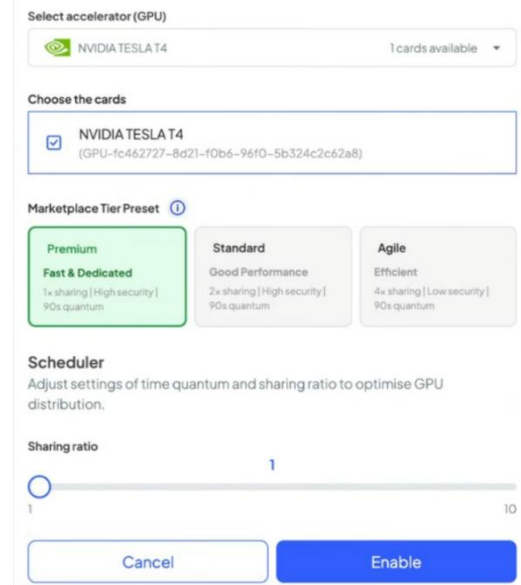 Select accelerator (GPU)
NVIDIA TESLA T4
1 cards available
Choose the cards
NVIDIA TESLA T4
(GPU-fc462727-8d21-f0b6-96f0-5b324c2c62a8)
Marketplace Tier Preset
Premium
Fast & Dedicated
1x sharing | High security |
90s quantum
Standard
Good Performance
2x sharing | High security |
90s quantum
Agile
Efficient
4x sharing | Low security |
90s quantum
Scheduler
Adjust settings of time quantum and sharing ratio to optimise GPU
distribution.
Sharing ratio
1
1
10
Cancel
Enable